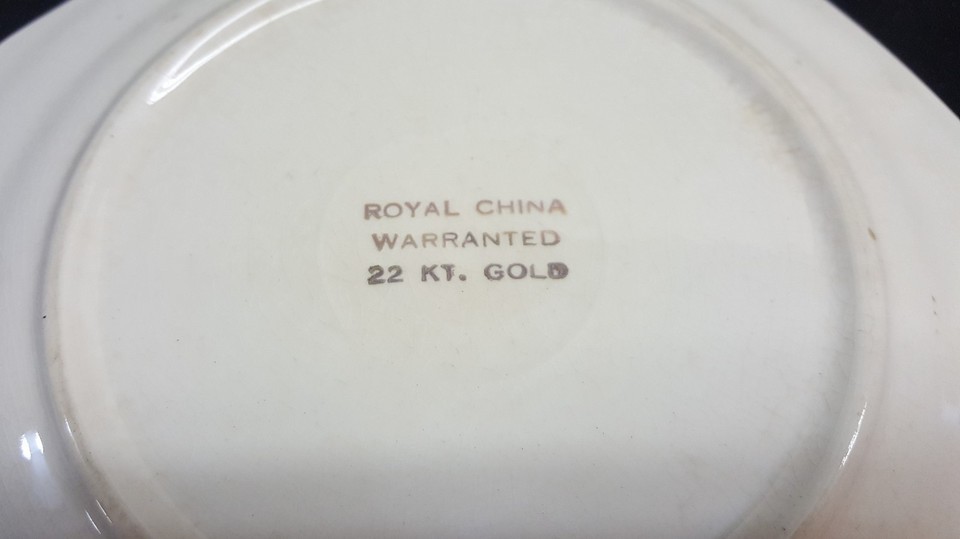 ROYAL CHINA
WARRANTED
22 KT. GOLD